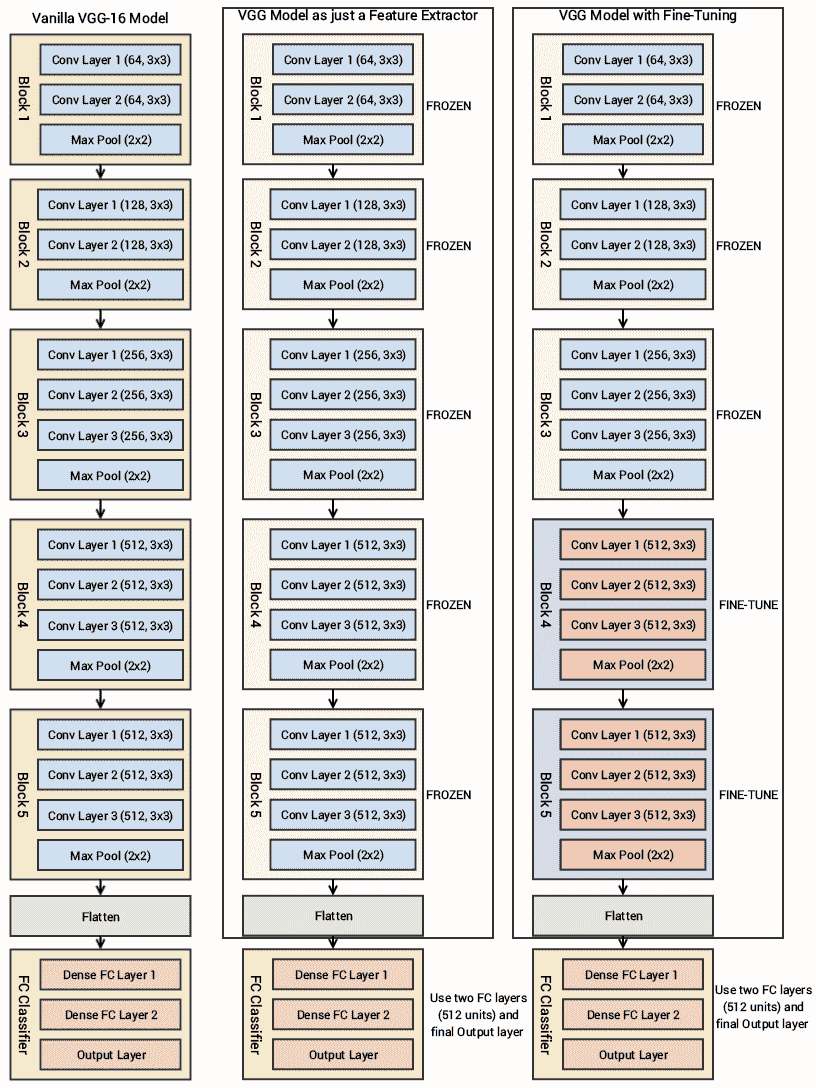 Vanilla VGG-16 Model
Block 1
Conv Layer 1 (64, 3x3)
Conv Layer 2 (64, 3x3)
Max Pool (2x2)
Block 2
Conv Layer 1 (128, 3x3)
Conv Layer 2 (128, 3x3)
Max Pool (2x2)
Block 3
Conv Layer 1 (256, 3x3)
Conv Layer 2 (256, 3x3)
Conv Layer 3 (256, 3x3)
Max Pool (2x2)
Block 4
Conv Layer 1 (512, 3x3)
Conv Layer 2 (512, 3x3)
Conv Layer 3 (512, 3x3)
Max Pool (2x2)
Block 5
Conv Layer 1 (512, 3x3)
Conv Layer 2 (512, 3x3)
Conv Layer 3 (512, 3x3)
Max Pool (2x2)
Flatten
FC Classifier
Dense FC Layer 1
Dense FC Layer 2
Output Layer
VGG Model as just a Feature Extractor
Block 1
Conv Layer 1 (64, 3x3)
Conv Layer 2 (64, 3x3)
Max Pool (2x2)
FROZEN
Block 2
Conv Layer 1 (128, 3x3)
Conv Layer 2 (128, 3x3)
Max Pool (2x2)
FROZEN
Block 3
Conv Layer 1 (256, 3x3)
Conv Layer 2 (256, 3x3)
Conv Layer 3 (256, 3x3)
Max Pool (2x2)
FROZEN
Block 4
Conv Layer 1 (512, 3x3)
Conv Layer 2 (512, 3x3)
Conv Layer 3 (512, 3x3)
Max Pool (2x2)
FROZEN
Block 5
Conv Layer 1 (512, 3x3)
Conv Layer 2 (512, 3x3)
Conv Layer 3 (512, 3x3)
Max Pool (2x2)
FROZEN
Flatten
FC Classifier
Dense FC Layer 1
Dense FC Layer 2
Output Layer
Use two FC layers
(512 units) and
final Output layer
VGG Model with Fine-Tuning
Block 1
Conv Layer 1 (64, 3x3)
Conv Layer 2 (64, 3x3)
Max Pool (2x2)
FROZEN
Block 2
Conv Layer 1 (128, 3x3)
Conv Layer 2 (128, 3x3)
Max Pool (2x2)
FROZEN
Block 3
Conv Layer 1 (256, 3x3)
Conv Layer 2 (256, 3x3)
Conv Layer 3 (256, 3x3)
Max Pool (2x2)
FROZEN
Block 4
Conv Layer 1 (512, 3x3)
Conv Layer 2 (512, 3x3)
Conv Layer 3 (512, 3x3)
Max Pool (2x2)
FINE-TUNE
Block 5
Conv Layer 1 (512, 3x3)
Conv Layer 2 (512, 3x3)
Conv Layer 3 (512, 3x3)
Max Pool (2x2)
FINE-TUNE
Flatten
FC Classifier
Dense FC Layer 1
Dense FC Layer 2
Output Layer
Use two FC layers
(512 units) and
final Output layer